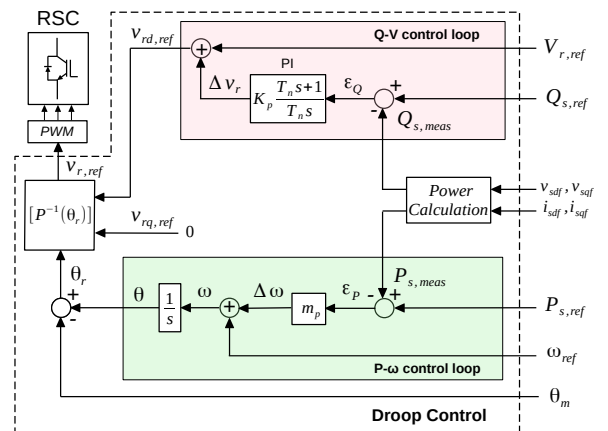 RSC
v_{rd,ref}
Q-V control loop
V_{r,ref}
PI
Δv_r
K_p \frac{T_n s+1}{T_n s}
ε_Q
+
-
Q_{s,ref}
Q_{s,meas}
PWM
v_{r,ref}
[P^{-1}(θ_r)]
v_{rq,ref}
0
Power
Calculation
v_{sdf}, v_{sqf}
i_{sdf}, i_{sqf}
θ_r
P_{s,meas}
+
-
θ
\frac{1}{s}
ω
+
Δω
m_p
ε_P
-
+
P_{s,ref}
ω_{ref}
P-ω control loop
θ_m
Droop Control